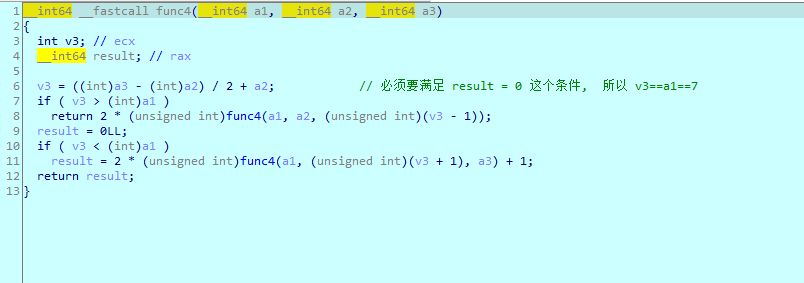 1 __int64 __fastcall func4(__int64 a1, __int64 a2, __int64 a3)
2 {
3 int v3; // ecx
4 __int64 result; // rax
5
6 v3 = ((int)a3 - (int)a2) / 2 + a2; // 必须要满足 result = 0 这个条件, 所以 v3==a1==7
7 if ( v3 > (int)a1 )
8 return 2 * (unsigned int)func4(a1, a2, (unsigned int)(v3 - 1));
9 result = 0LL;
10 if ( v3 < (int)a1 )
11 result = 2 * (unsigned int)func4(a1, (unsigned int)(v3 + 1), a3) + 1;
12 return result;
13 }